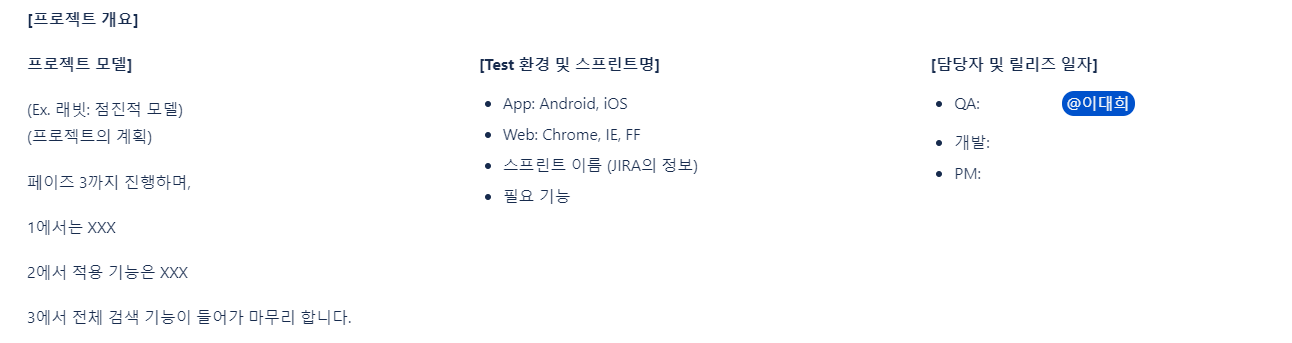 [프로젝트 개요]
프로젝트 모델]
(Ex. 래빗: 점진적 모델)
(프로젝트의 계획)
페이즈 3까지 진행하며,
1에서는 XXX
2에서 적용 기능은 XXX
3에서 전체 검색 기능이 들어가 마무리 합니다.
[Test 환경 및 스프린트명]
• App: Android, iOS
• Web: Chrome, IE, FF
• 스프린트 이름 (JIRA의 정보)
• 필요 기능
[담당자 및 릴리즈 일자]
• QA: @이대희
• 개발:
• PM: